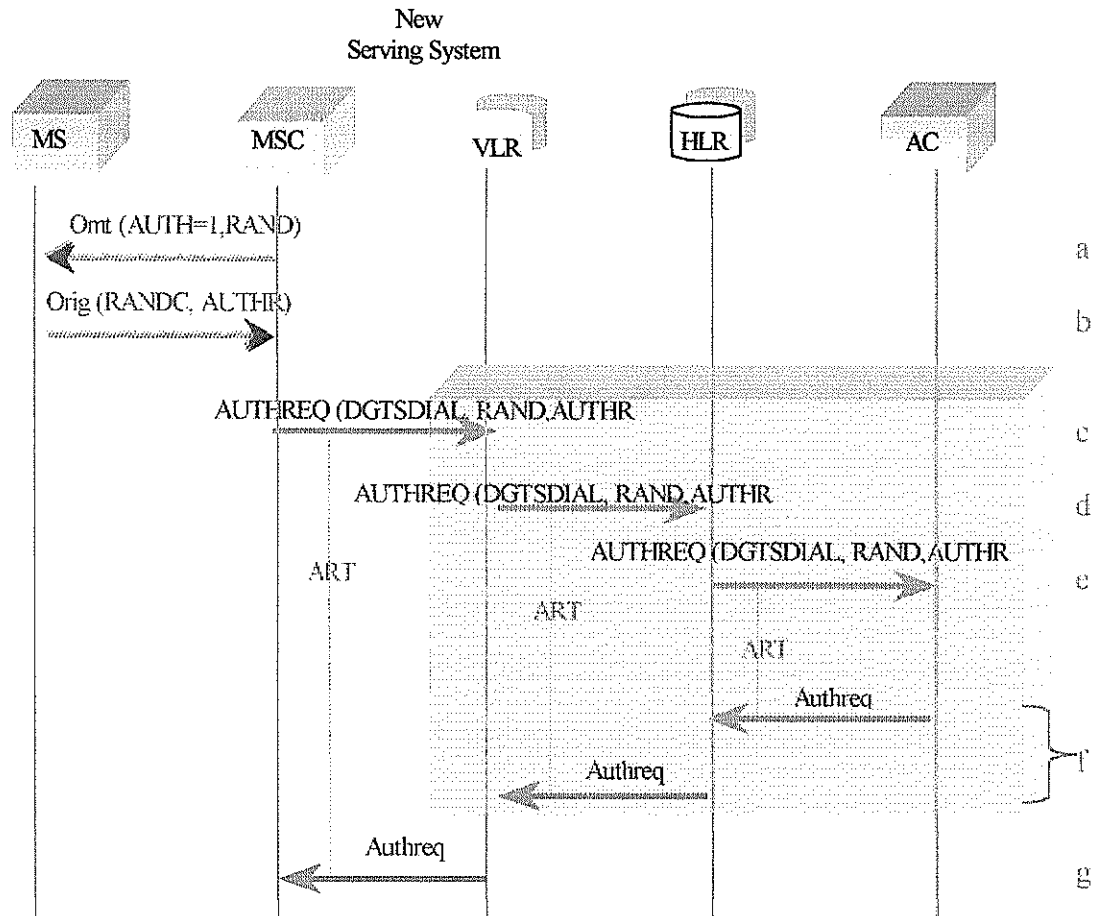 New
Serving System
MS
MSC
VLR
HLR
AC
Omt (AUTH=1,RAND)
a
Orig (RANDC, AUTHR)
b
AUTHREQ (DGTSDIAL, RAND,AUTHR
c
AUTHREQ (DGTSDIAL, RAND,AUTHR
d
AUTHREQ (DGTSDIAL, RAND,AUTHR
e
ART
ART
ART
Authreq
f
Authreq
Authreq
g